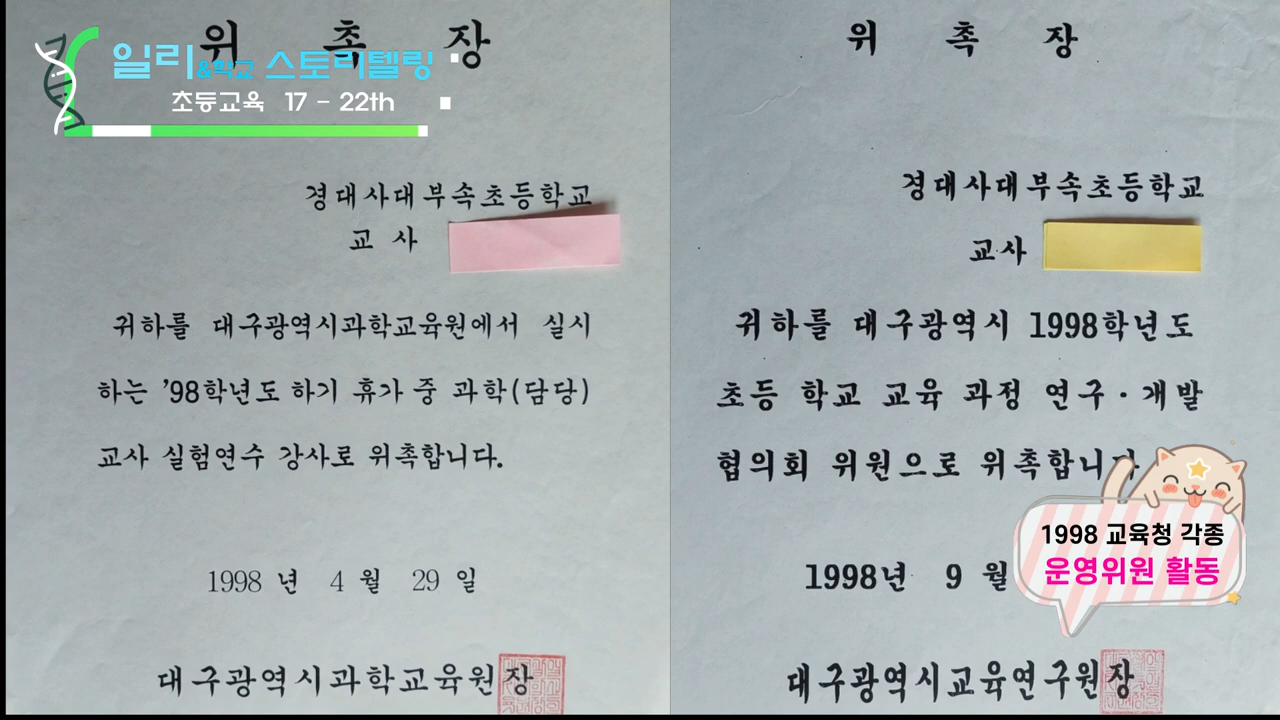 위 촉 장
일리&학교 스토리텔링
초등교육 17 - 22th
경대사대부속초등학교
교 사
귀하를 대구광역시과학교육원에서 실시
하는 '98학년도 하기 휴가 중 과학(담당)
교사 실험연수 강사로 위촉합니다.
1998 년 4 월 29 일
대구광역시과학교육원장
위 촉 장
경대사대부속초등학교
교사
귀하를 대구광역시 1998학년도
초등 학교 교육 과정 연구·개발
협의회 위원으로 위촉합니다
1998년 9 월
대구광역시교육연구원장
1998 교육청 각종
운영위원 활동